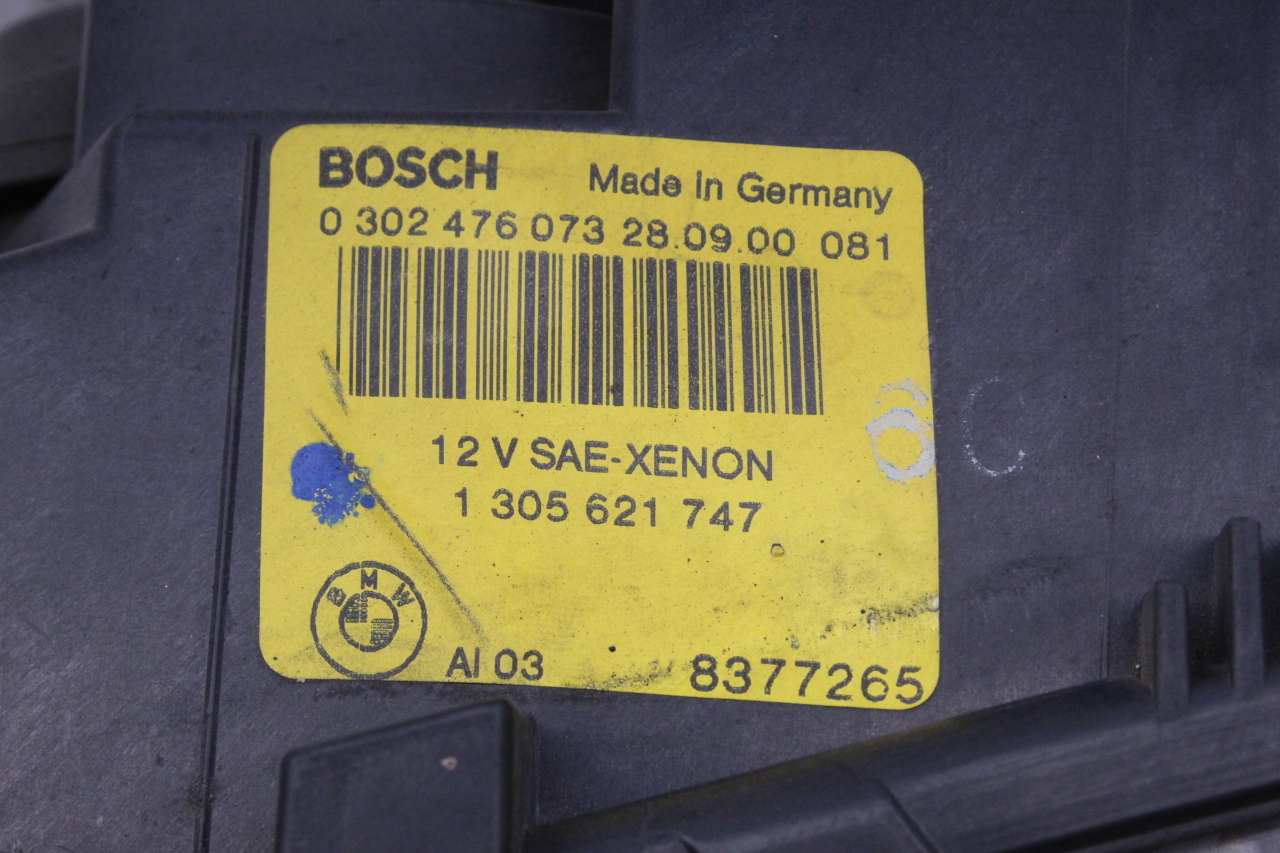 BOSCH Made in Germany
0 302 476 073 28.09.00 081
12 V SAE-XENON
1 305 621 747
BMW AI 03 8377265